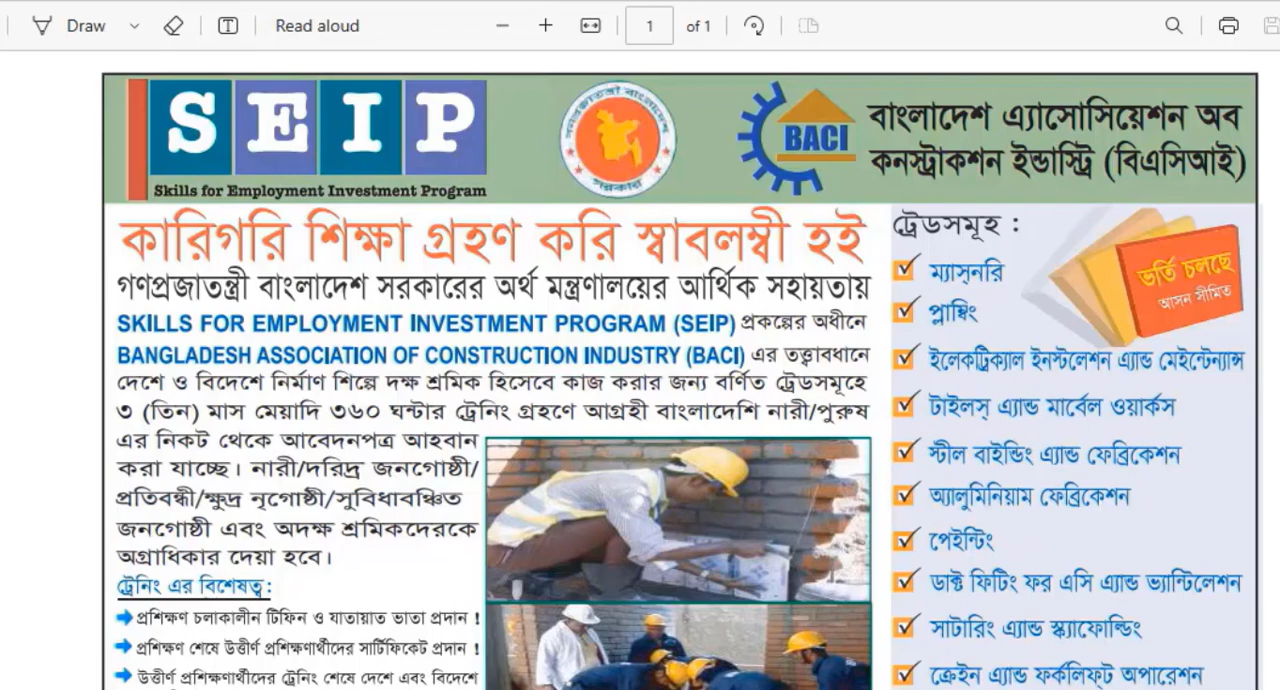 Draw
Read aloud
1
of 1
SEIP
Skills for Employment Investment Program
গণপ্রজাতন্ত্রী বাংলাদেশ
সরকার
BACI
বাংলাদেশ এ্যাসোসিয়েশন অব
কনস্ট্রাকশন ইন্ডাস্ট্রি (বিএসিআই)
কারিগরি শিক্ষা গ্রহণ করি স্বাবলম্বী হই
গণপ্রজাতন্ত্রী বাংলাদেশ সরকারের অর্থ মন্ত্রণালয়ের আর্থিক সহায়তায়
SKILLS FOR EMPLOYMENT INVESTMENT PROGRAM (SEIP) প্রকল্পের অধীনে
BANGLADESH ASSOCIATION OF CONSTRUCTION INDUSTRY (BACI) এর তত্ত্বাবধানে
দেশে ও বিদেশে নির্মাণ শিল্পে দক্ষ শ্রমিক হিসেবে কাজ করার জন্য বর্ণিত ট্রেডসমূহে
৩ (তিন) মাস মেয়াদি ৩৬০ ঘন্টার ট্রেনিং গ্রহণে আগ্রহী বাংলাদেশি নারী/পুরুষ
এর নিকট থেকে আবেদনপত্র আহবান
করা যাচ্ছে। নারী/দরিদ্র জনগোষ্ঠী/
প্রতিবন্ধী/ক্ষুদ্র নৃগোষ্ঠী/সুবিধাবঞ্চিত
জনগোষ্ঠী এবং অদক্ষ শ্রমিকদেরকে
অগ্রাধিকার দেয়া হবে।
ট্রেনিং এর বিশেষত্ব:
প্রশিক্ষণ চলাকালীন টিফিন ও যাতায়াত ভাতা প্রদান !
প্রশিক্ষণ শেষে উত্তীর্ণ প্রশিক্ষণার্থীদের সার্টিফিকেট প্রদান !
উত্তীর্ণ প্রশিক্ষণার্থীদের ট্রেনিং শেষে দেশে এবং বিদেশে
ট্রেডসমূহ :
ভর্তি চলছে
আসন সীমিত
ম্যাস্নরি
প্লাম্বিং
ইলেকট্রিক্যাল ইনস্টলেশন এ্যান্ড মেইন্টেন্যান্স
টাইলস্ এ্যান্ড মার্বেল ওয়ার্কস
স্টীল বাইন্ডিং এ্যান্ড ফেব্রিকেশন
অ্যালুমিনিয়াম ফেব্রিকেশন
পেইন্টিং
ডাক্ট ফিটিং ফর এসি এ্যান্ড ভ্যান্টিলেশন
সাটারিং এ্যান্ড স্ক্যাফোল্ডিং
ক্রেইন এ্যান্ড ফর্কলিফ্ট অপারেশন